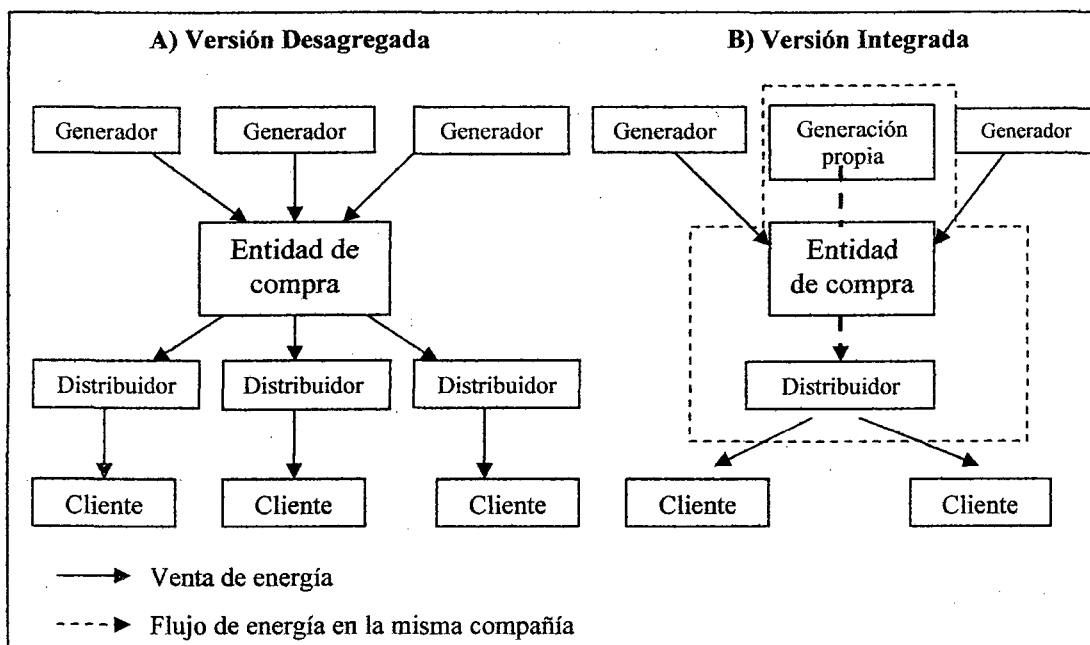 A) Versión Desagregada
Generador
Generador
Generador
Entidad de
compra
Distribuidor
Distribuidor
Distribuidor
Cliente
Cliente
Cliente
B) Versión Integrada
Generador
Generación
propia
Generador
Entidad
de compra
Distribuidor
Cliente
Cliente
Venta de energía
Flujo de energía en la misma compañía